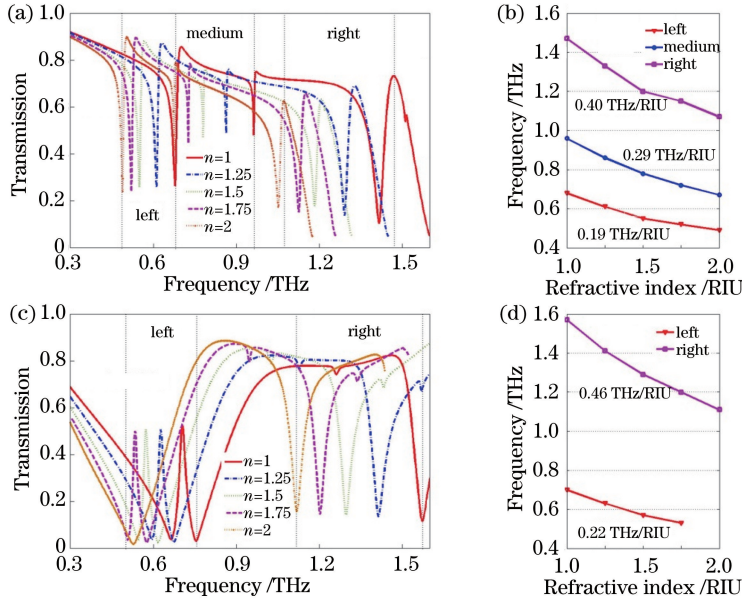 (a)
medium
right
left
n=1
n=1.25
n=1.5
n=1.75
n=2
Transmission
1.0
0.8
0.6
0.4
0.2
0
0.3
0.6
0.9
1.2
1.5
Frequency /THz
(b)
left
medium
right
0.40 THz/RIU
0.29 THz/RIU
0.19 THz/RIU
Frequency /THz
1.6
1.4
1.2
1.0
0.8
0.6
0.4
1.0
1.5
2.0
Refractive index /RIU
(c)
left
right
n=1
n=1.25
n=1.5
n=1.75
n=2
Transmission
1.0
0.8
0.6
0.4
0.2
0
0.3
0.6
0.9
1.2
1.5
Frequency /THz
(d)
left
right
0.46 THz/RIU
0.22 THz/RIU
Frequency /THz
1.6
1.4
1.2
1.0
0.8
0.6
0.4
1.0
1.5
2.0
Refractive index /RIU